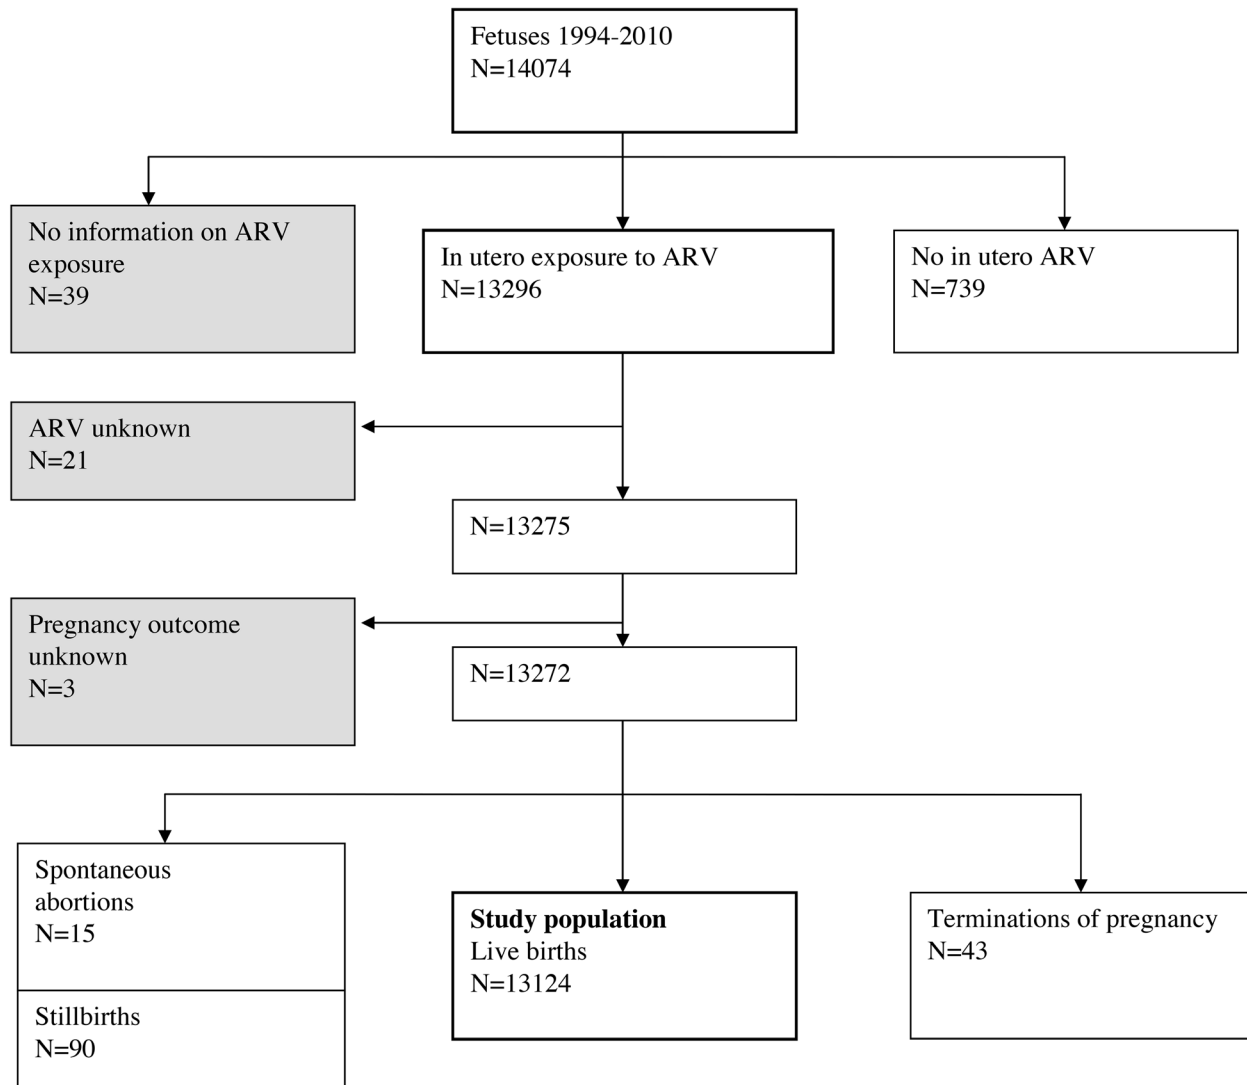 Fetuses 1994-2010
N=14074
No information on ARV
exposure
N=39
In utero exposure to ARV
N=13296
No in utero ARV
N=739
ARV unknown
N=21
N=13275
Pregnancy outcome
unknown
N=3
N=13272
Spontaneous
abortions
N=15
Stillbirths
N=90
Study population
Live births
N=13124
Terminations of pregnancy
N=43